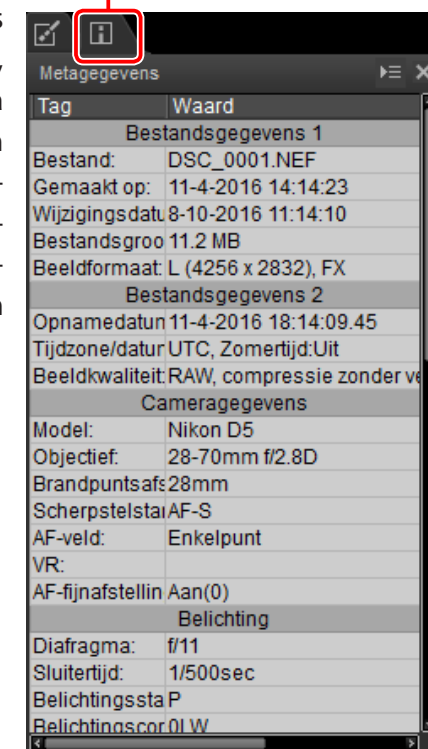 Metagegevens
Tag Waard
Bestandsgegevens 1
Bestand: DSC_0001.NEF
Gemaakt op: 11-4-2016 14:14:23
Wijzigingsdatu 8-10-2016 11:14:10
Bestandsgroo 11.2 MB
Beeldformaat: L (4256 x 2832), FX
Bestandsgegevens 2
Opnamedatun 11-4-2016 18:14:09.45
Tijdzone/datur UTC, Zomertijd:Uit
Beeldkwaliteit: RAW, compressie zonder ve
Cameragegevens
Model: Nikon D5
Objectief: 28-70mm f/2.8D
Brandpuntsafs 28mm
Scherpstelstai AF-S
AF-veld: Enkelpunt
VR:
AF-fijnafstellin Aan(0)
Belichting
Diafragma: f/11
Sluitertijd: 1/500sec
Belichtingssta P
Belichtingscor 0LW